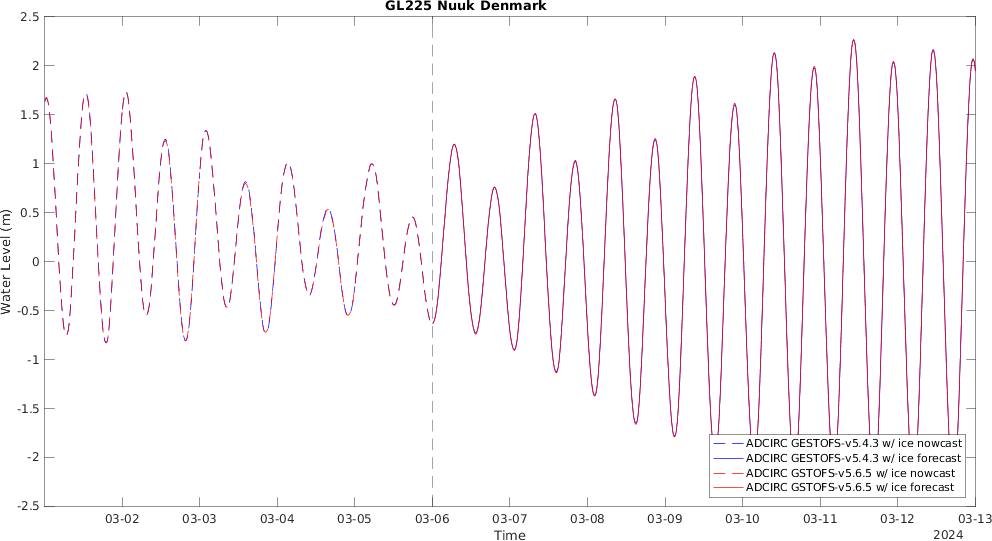 GL225 Nuuk Denmark
2.5
2
1.5
1
0.5
0
-0.5
-1
-1.5
-2
-2.5
Water Level (m)
ADCIRC GESTOFS-v5.4.3 w/ ice nowcast
ADCIRC GESTOFS-v5.4.3 w/ ice forecast
ADCIRC GSTOFS-v5.6.5 w/ ice nowcast
ADCIRC GSTOFS-v5.6.5 w/ ice forecast
03-02 03-03 03-04 03-05 03-06 03-07 03-08 03-09 03-10 03-11 03-12 03-13
Time
2024